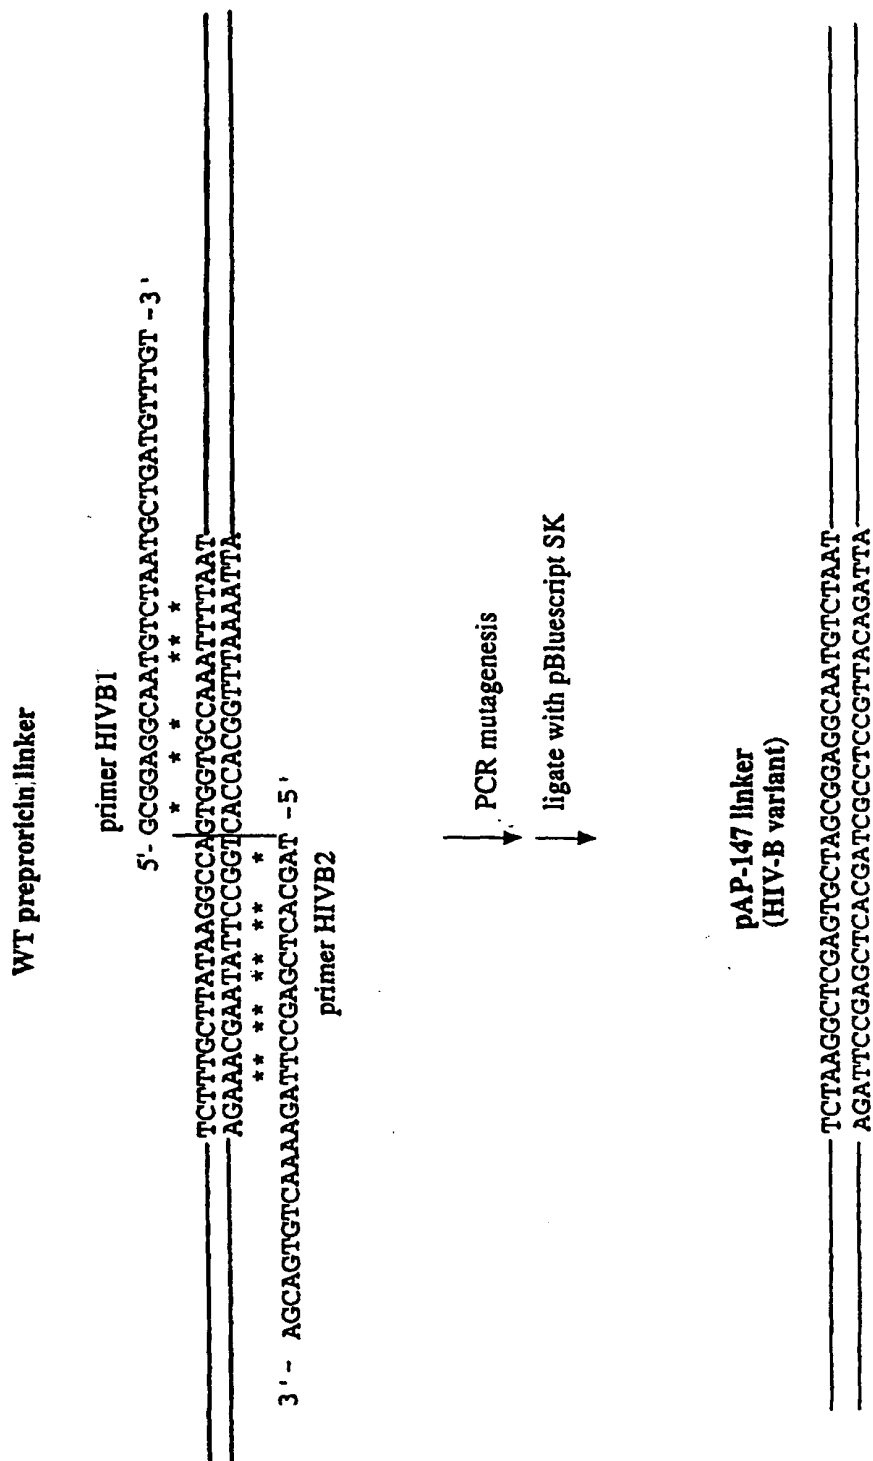 WT preproricin linker
primer HIVB1
5'- GCGGAGGCAATGTCTAATGCTGATGTTTGT -3'
* * * * ** *
TCTTTGCTTATAAGGCCAGTGGTGCCAAATTTTAAT
AGAAACGAATATTCCGGTCACCACGGTTTAAAATTA
** ** ** ** *
3'- AGCAGTGTCAAAAGATTCCGAGCTCACGAT -5'
primer HIVB2
PCR mutagenesis
ligate with pBluescript SK
pAP-147 linker
(HIV-B variant)
TCTAAGGCTCGAGTGCTAGCGGAGGCAATGTCTAAT
AGATTCCGAGCTCACGATCGCCTCCGTTACAGATTA